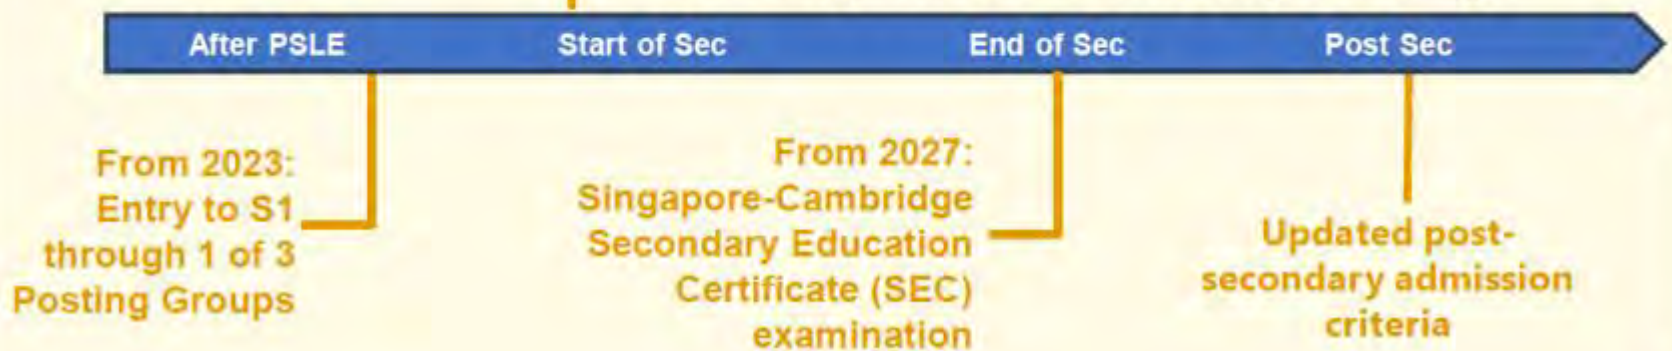 After PSLE
Start of Sec
End of Sec
Post Sec
From 2023:
Entry to S1
through 1 of 3
Posting Groups
From 2027:
Singapore-Cambridge
Secondary Education
Certificate (SEC)
examination
Updated post-
secondary admission
criteria